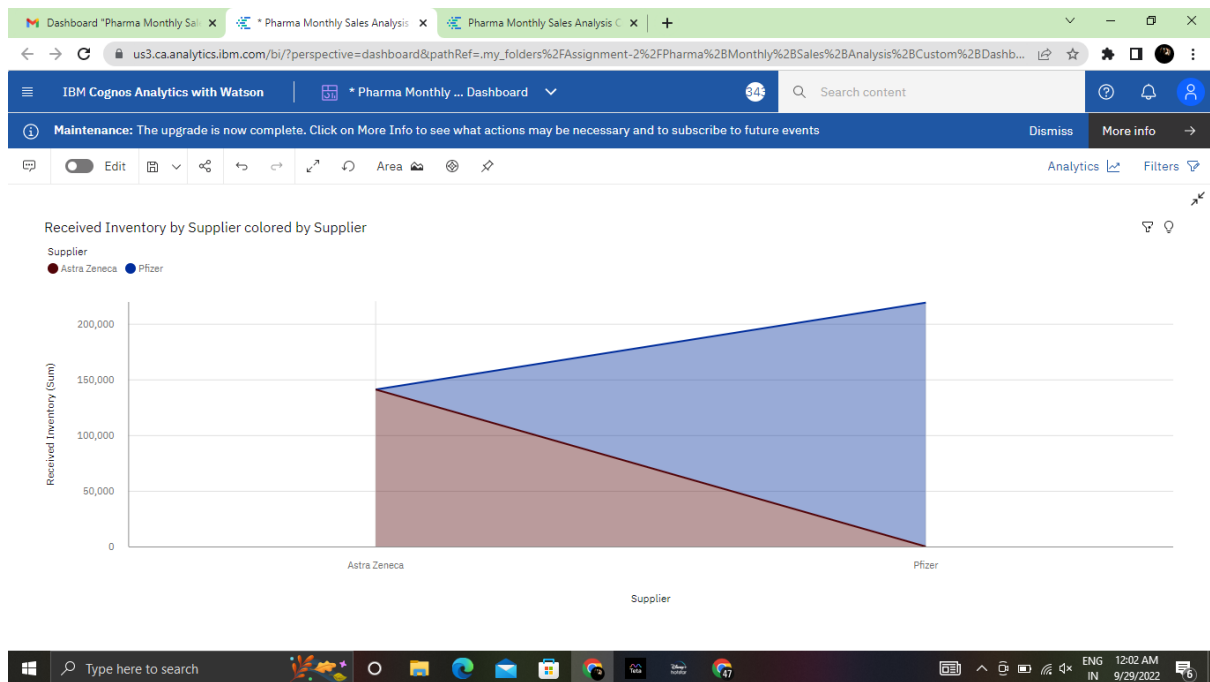 Dashboard "Pharma Monthly Sal
* Pharma Monthly Sales Analysis
Pharma Monthly Sales Analysis C
us3.ca.analytics.ibm.com/bi/?perspective=dashboard&pathRef=.my_folders%2FAssignment-2%2FPharma%2BMonthly%2BSales%2BAnalysis%2BCustom%2BDashb...
IBM Cognos Analytics with Watson
* Pharma Monthly ... Dashboard
343
Search content
Maintenance: The upgrade is now complete. Click on More Info to see what actions may be necessary and to subscribe to future events
Dismiss
More info
Edit
Area
Analytics
Filters
Received Inventory by Supplier colored by Supplier
Supplier
Astra Zeneca Pfizer
Received Inventory (Sum)
200,000
150,000
100,000
50,000
0
Astra Zeneca
Pfizer
Supplier
Type here to search
47
ENG
IN
12:02 AM
9/29/2022
6